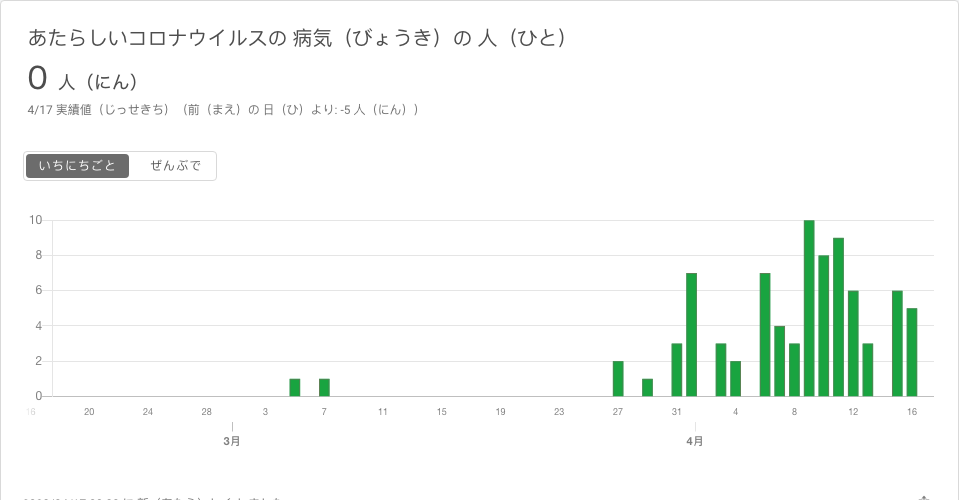 あたらしいコロナウイルスの 病気（びょうき）の 人（ひと）
0 人（にん）
4/17 実績値（じっせきち）（前（まえ）の 日（ひ）より: -5 人（にん））
いちにちごと ぜんぶで
10
8
6
4
2
0
16 20 24 28 3 7 11 15 19 23 27 31 4 8 12 16
3月 4月